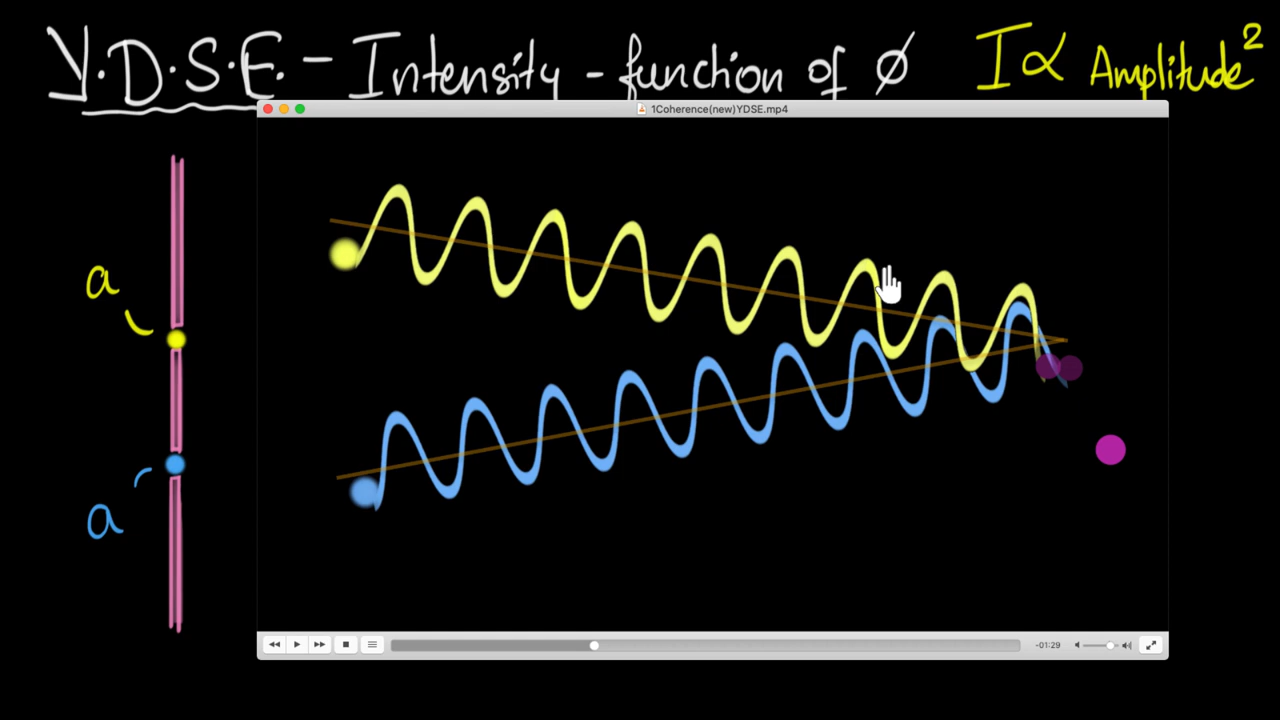 Y.D.S.E. - Intensity - function of ø I ∝ Amplitude²
1Coherence(new)YDSE.mp4
a
a
-01:29